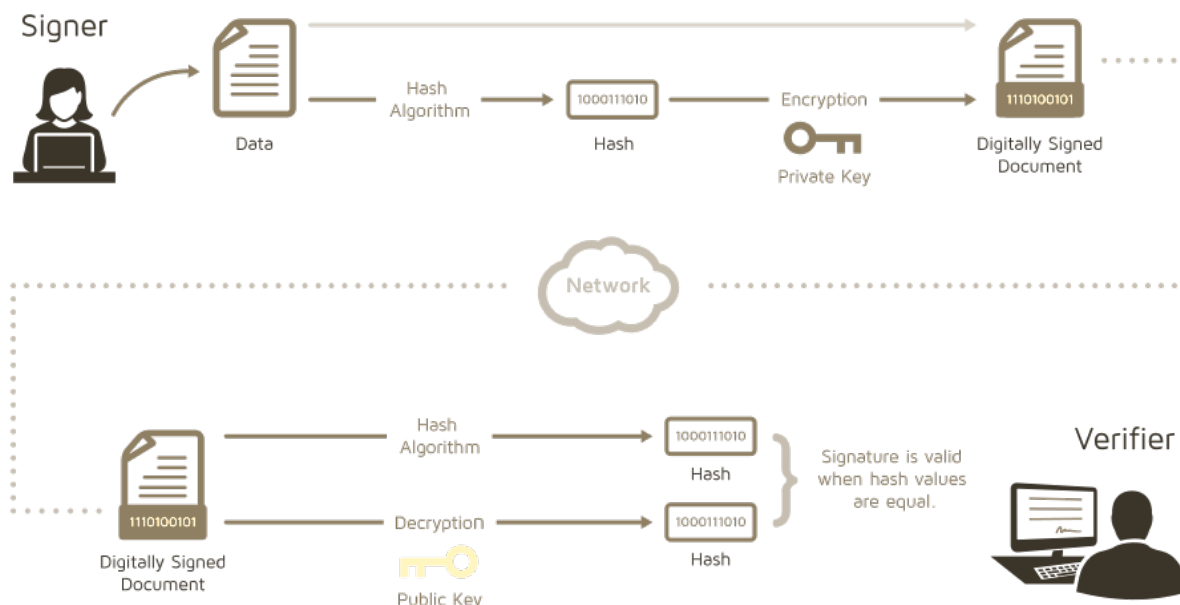 Signer
Data
Hash
Algorithm
1000111010
Hash
Encryption
Private Key
1110100101
Digitally Signed
Document
Network
1110100101
Digitally Signed
Document
Hash
Algorithm
1000111010
Hash
Decryption
Public Key
1000111010
Hash
Signature is valid
when hash values
are equal.
Verifier